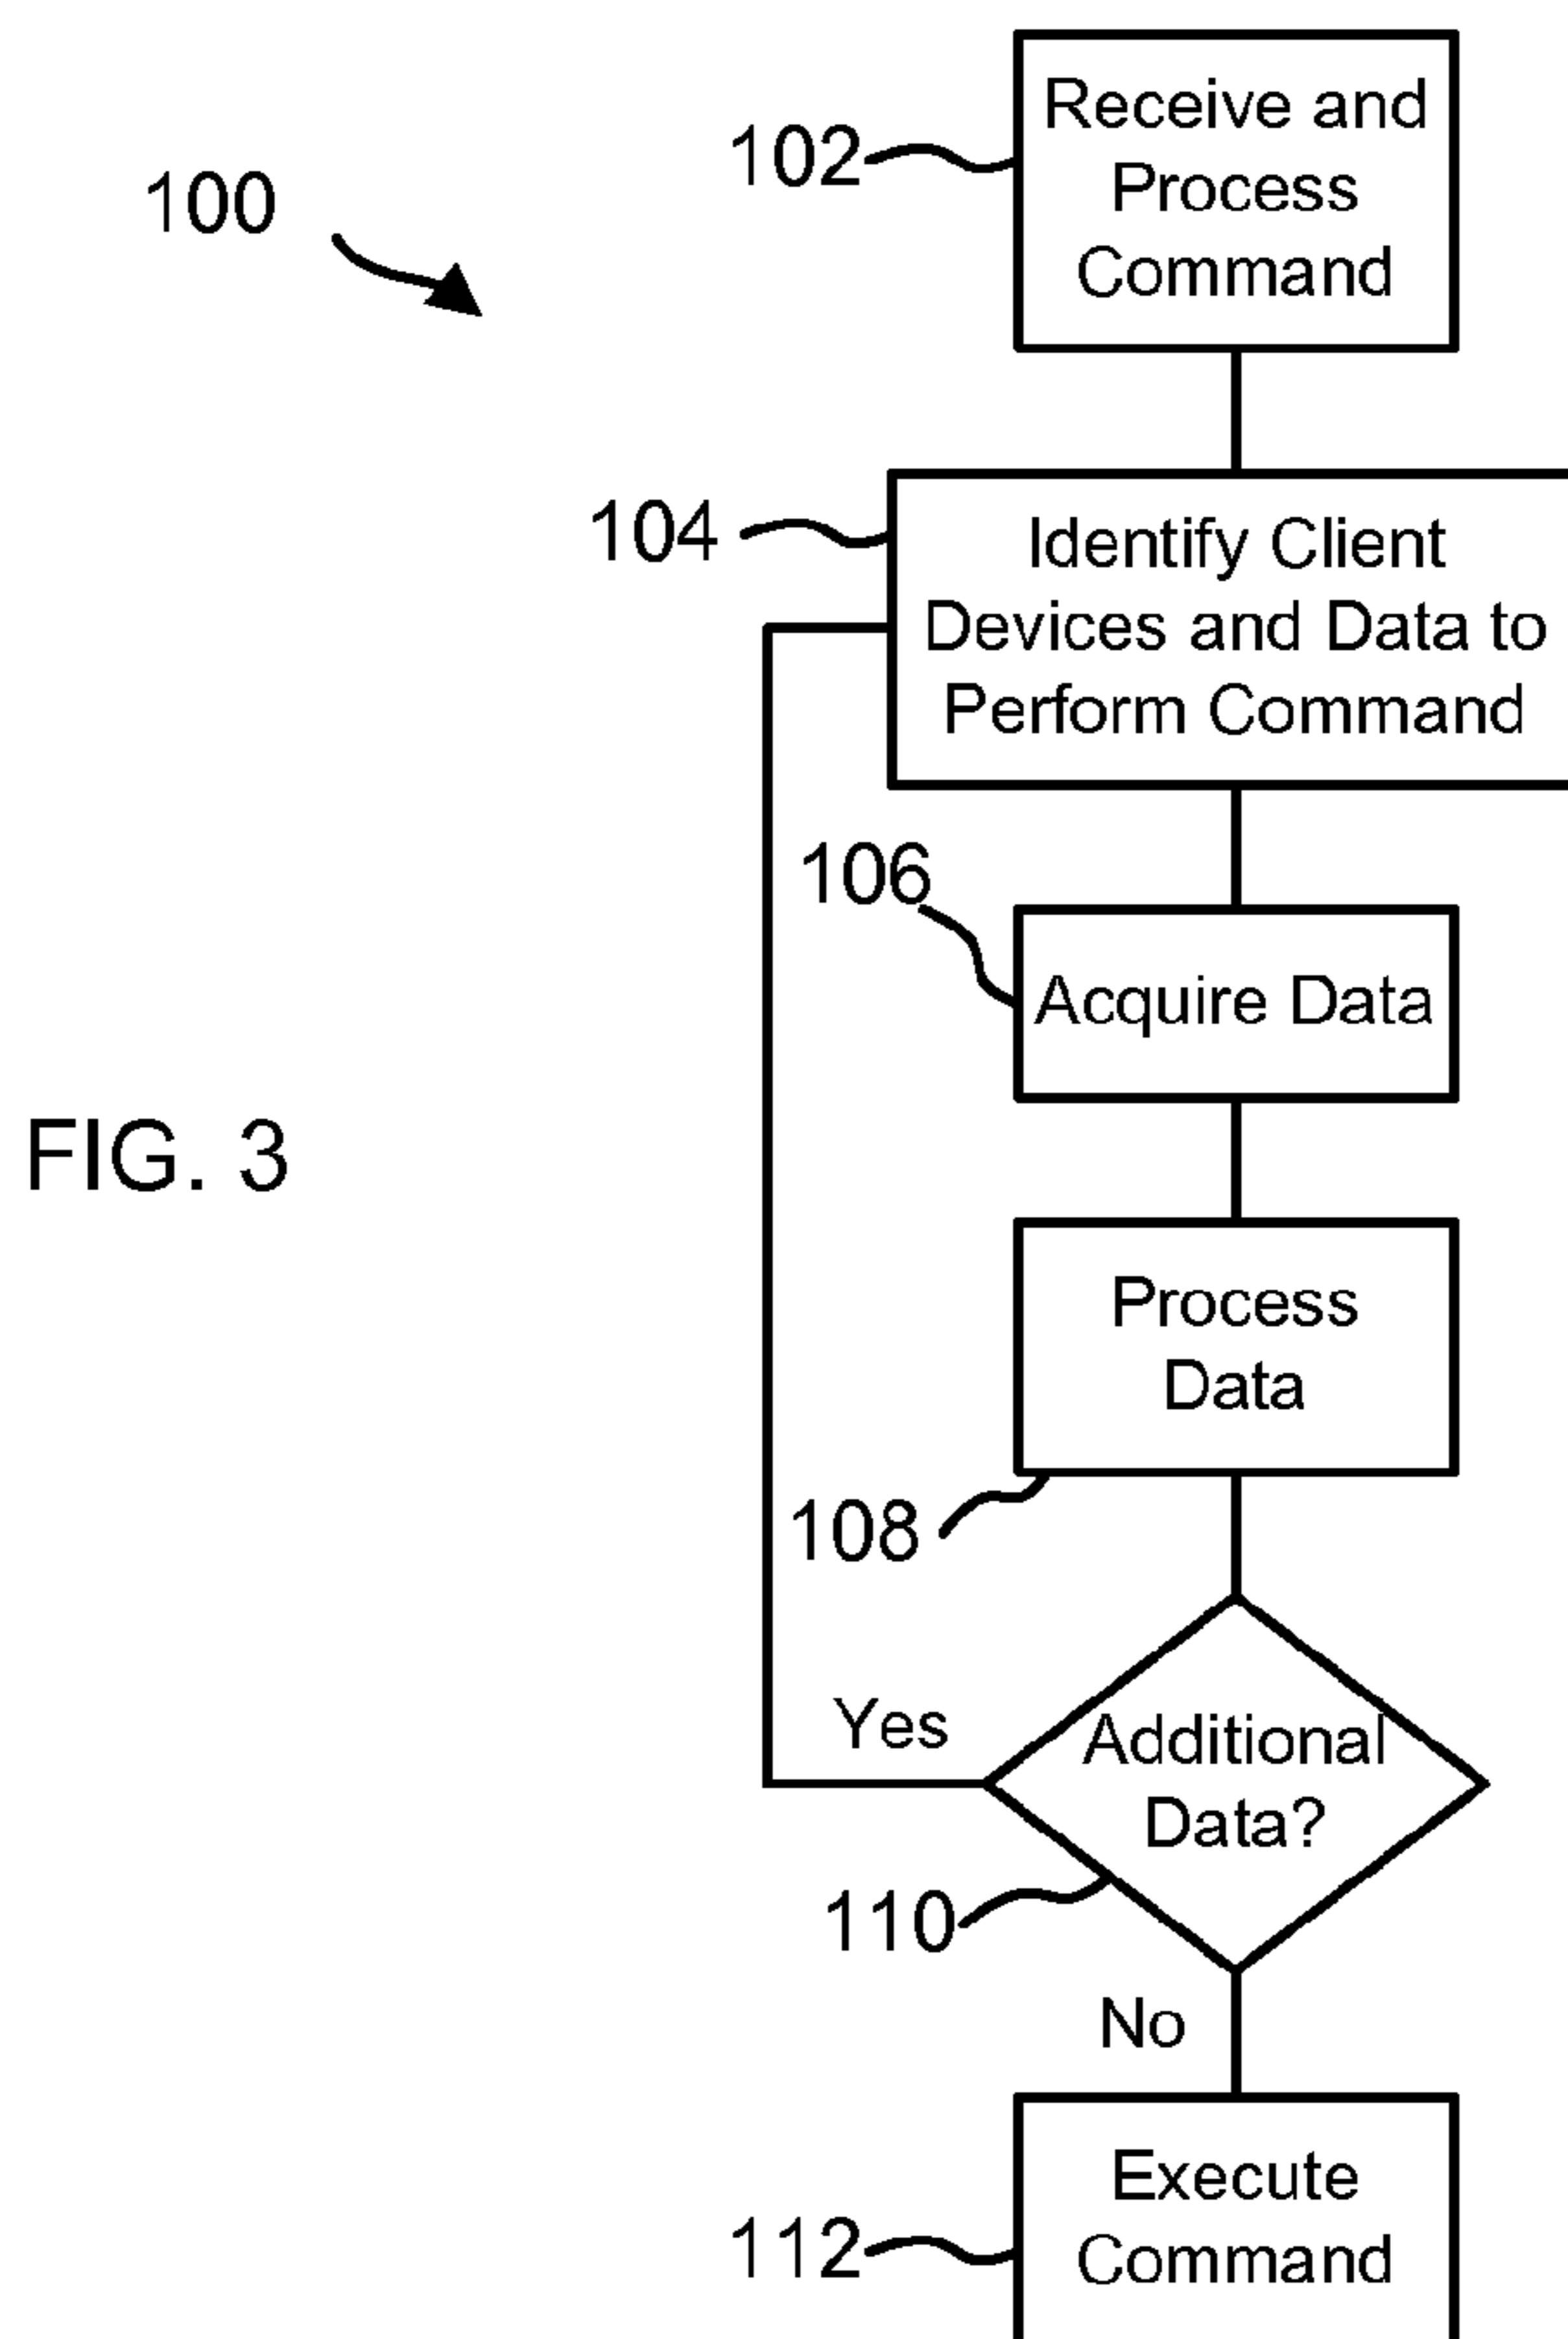 100
102
Receive and
Process
Command
104
Identify Client
Devices and Data to
Perform Command
106
Acquire Data
FIG. 3
Process
Data
108
Yes
Additional
Data?
110
No
Execute
Command
112